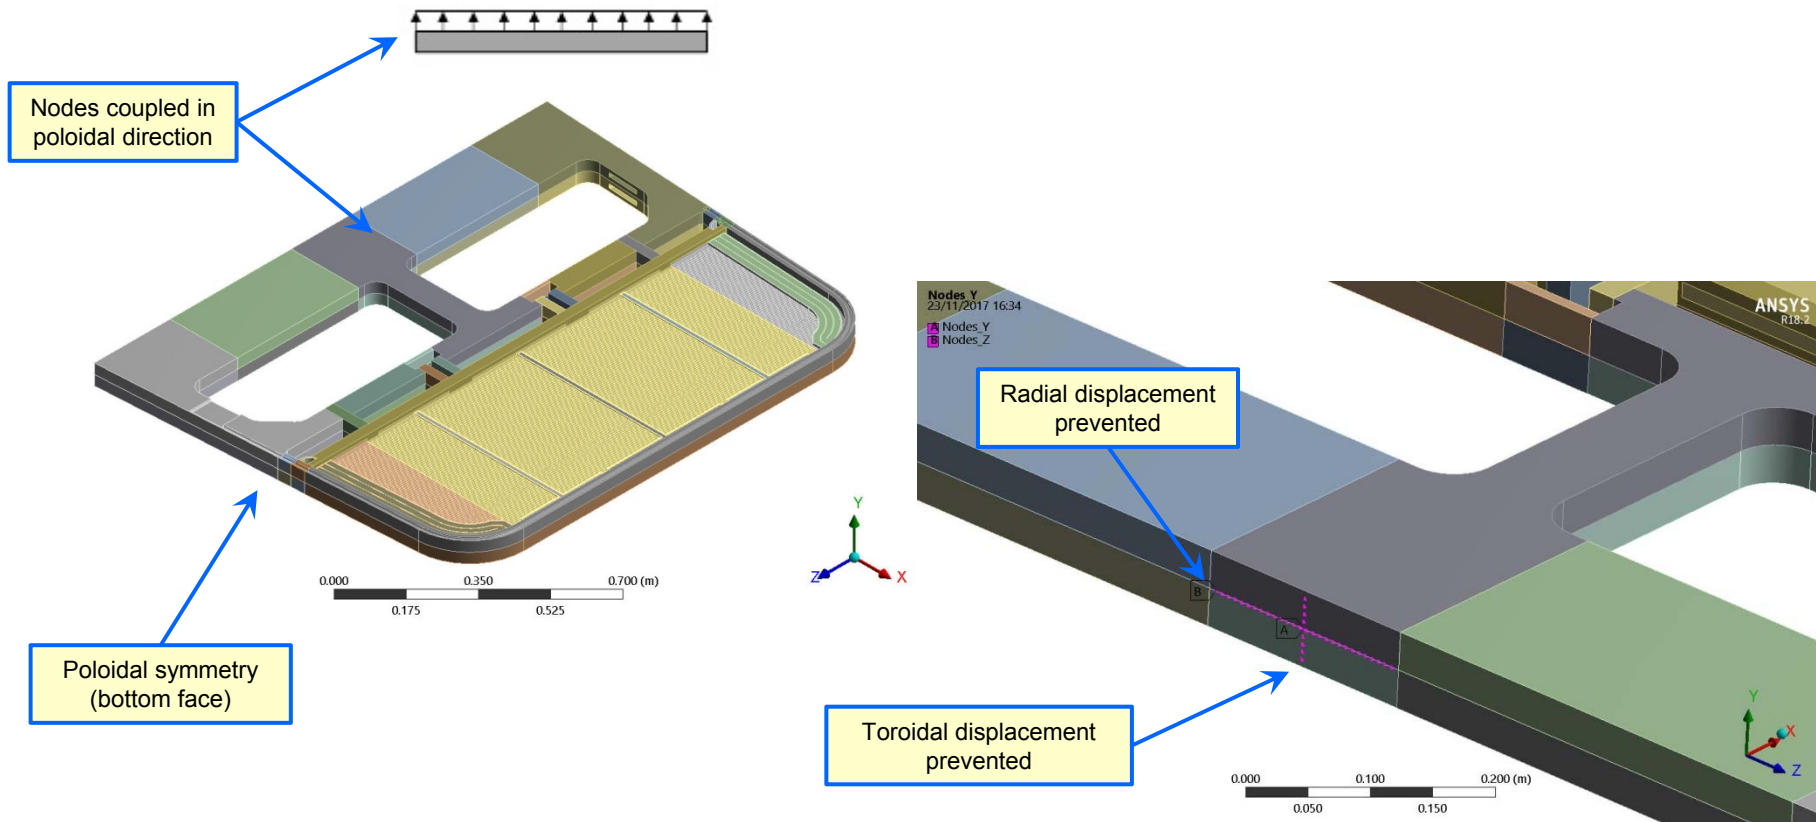 Nodes coupled in
poloidal direction
Y
Z
X
0.000
0.350
0.700 (m)
0.175
0.525
Poloidal symmetry
(bottom face)
Nodes_Y
23/11/2017 16:34
A Nodes_Y
B Nodes_Z
ANSYS
R18.2
Radial displacement
prevented
B
A
Toroidal displacement
prevented
Y
X
Z
0.000
0.100
0.200 (m)
0.050
0.150